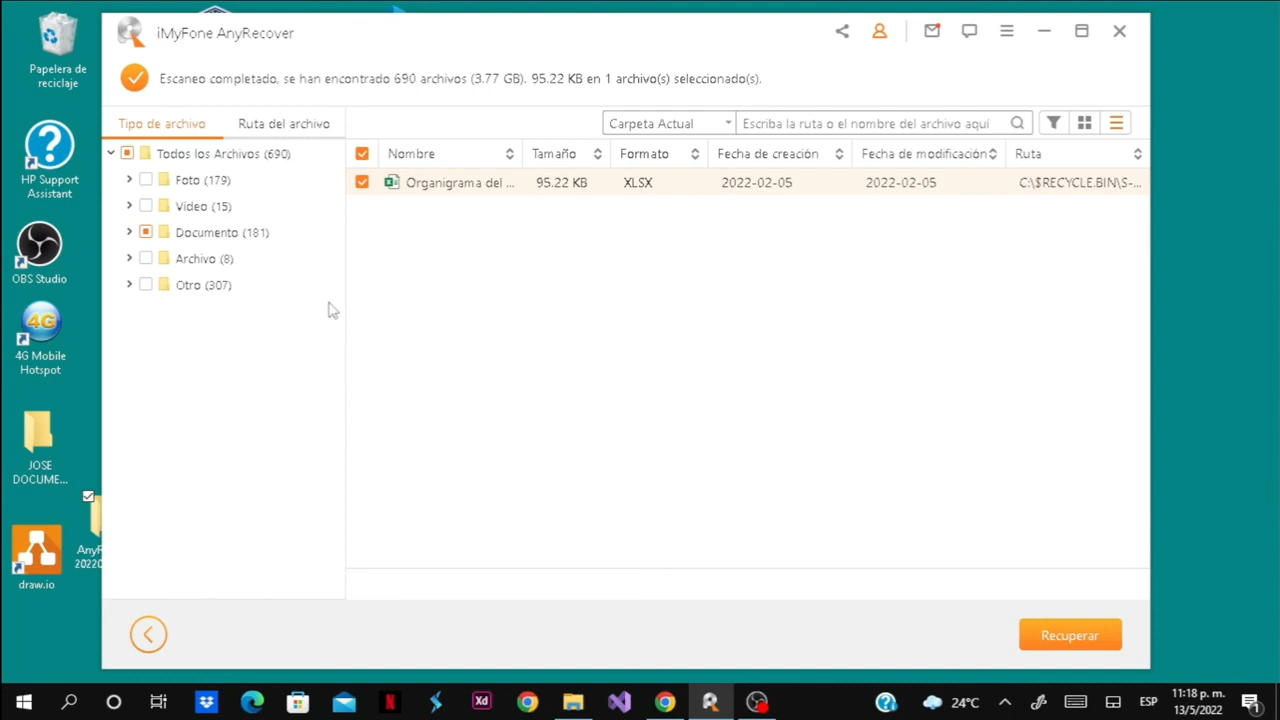 Papelera de
reciclaje
HP Support
Assistant
OBS Studio
4G
4G Mobile
Hotspot
JOSE
DOCUME...
draw.io
iMyFone AnyRecover
Escaneo completado, se han encontrado 690 archivos (3.77 GB). 95.22 KB en 1 archivo(s) seleccionado(s).
Tipo de archivo Ruta del archivo
Carpeta Actual Escriba la ruta o el nombre del archivo aquí
Todos los Archivos (690)
Foto (179)
Vídeo (15)
Documento (181)
Archivo (8)
Otro (307)
Nombre Tamaño Formato Fecha de creación Fecha de modificación Ruta
Organigrama del ... 95.22 KB XLSX 2022-02-05 2022-02-05 C:\$RECYCLE.BIN\S-...
Recuperar
Xd
24°C ESP 11:18 p. m.
13/5/2022
1